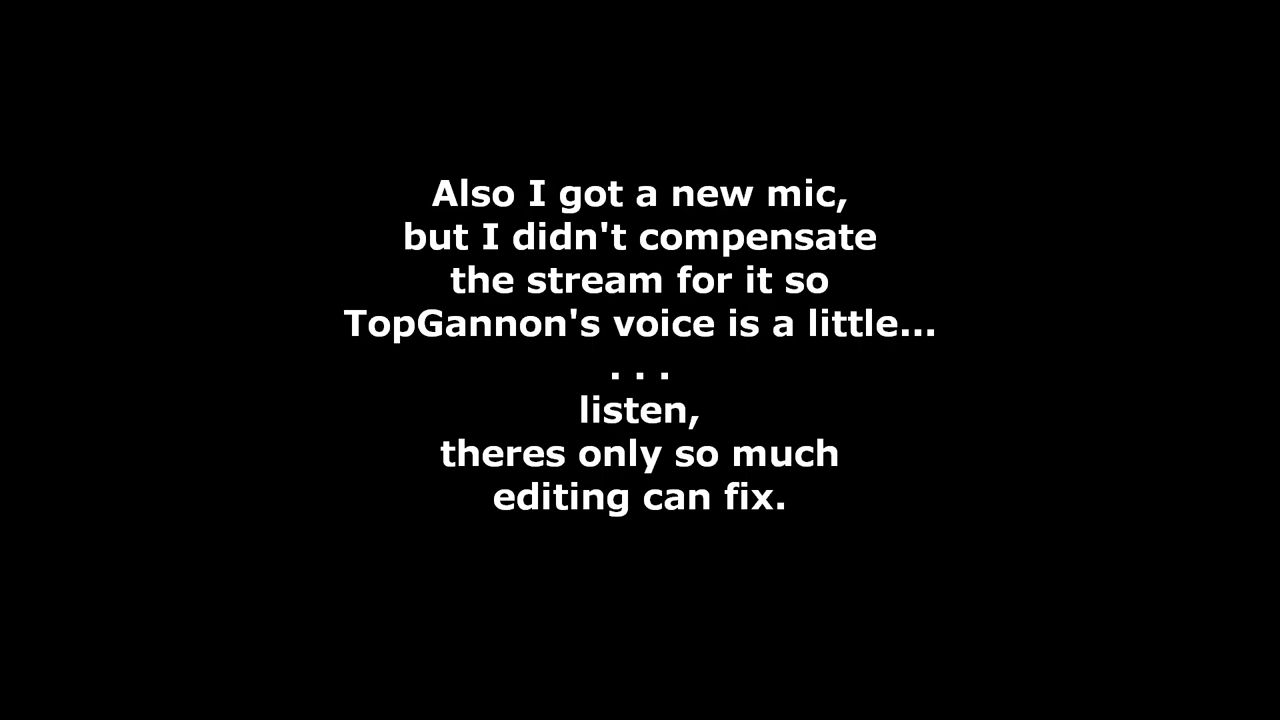 Also I got a new mic,
but I didn't compensate
the stream for it so
TopGannon's voice is a little...
. . .
listen,
theres only so much
editing can fix.